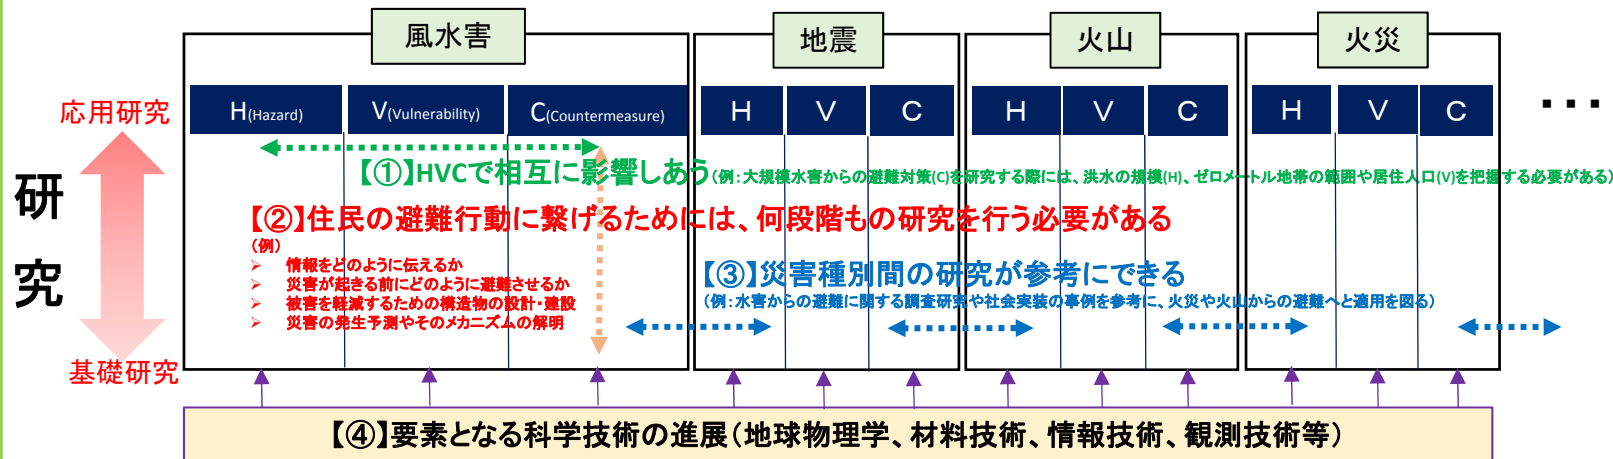 風水害
地震
火山
火災
H(Hazard)
V(Vulnerability)
C(Countermeasure)
H
V
C
H
V
C
H
V
C
・・・
応用研究
研究
基礎研究
【①】HVCで相互に影響しあう(例：大規模水害からの避難対策(C)を研究する際には、洪水の規模(H)、ゼロメートル地帯の範囲や居住人口(V)を把握する必要がある)
【②】住民の避難行動に繋げるためには、何段階もの研究を行う必要がある
(例)
➢ 情報をどのように伝えるか
➢ 災害が起きる前にどのように避難させるか
➢ 被害を軽減するための構造物の設計・建設
➢ 災害の発生予測やそのメカニズムの解明
【③】災害種別間の研究が参考にできる
(例：水害からの避難に関する調査研究や社会実装の事例を参考に、火災や火山からの避難へと適用を図る)
【④】要素となる科学技術の進展(地球物理学、材料技術、情報技術、観測技術等)